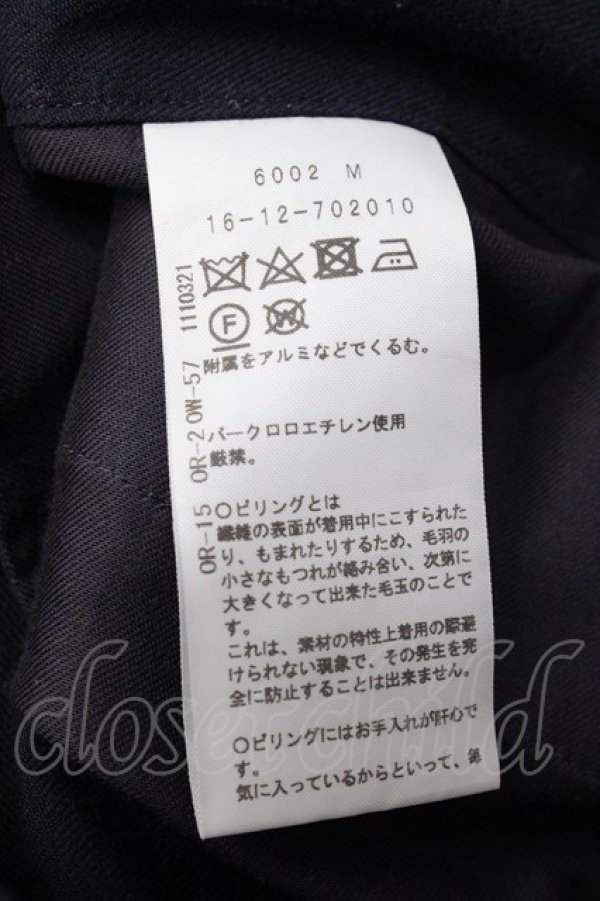 6002 M
16-12-702010
F
W
附属をアルミなどでくるむ。
パークロロエチレン使用
厳禁。
○ピリングとは
繊維の表面が着用中にこすられた
り、もまれたりするため、毛羽の
小さなもつれが絡み合い、次第に
大きくなって出来た毛玉のことで
す。
これは、素材の特性上着用の際避
けられない現象で、その発生を完
全に防止することは出来ません。
○ピリングにはお手入れが肝心で
す。
気に入っているからといって、毎
OR-15 OR-2 OW-57 1110321
closetchild